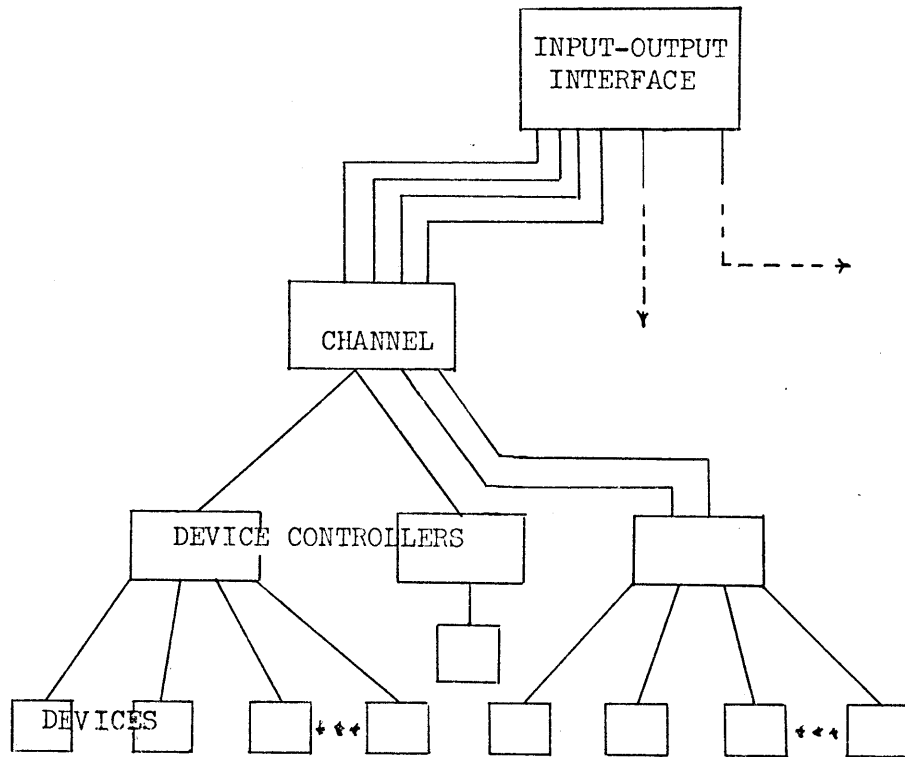 INPUT-OUTPUT
INTERFACE
CHANNEL
DEVICE CONTROLLERS
DEVICES